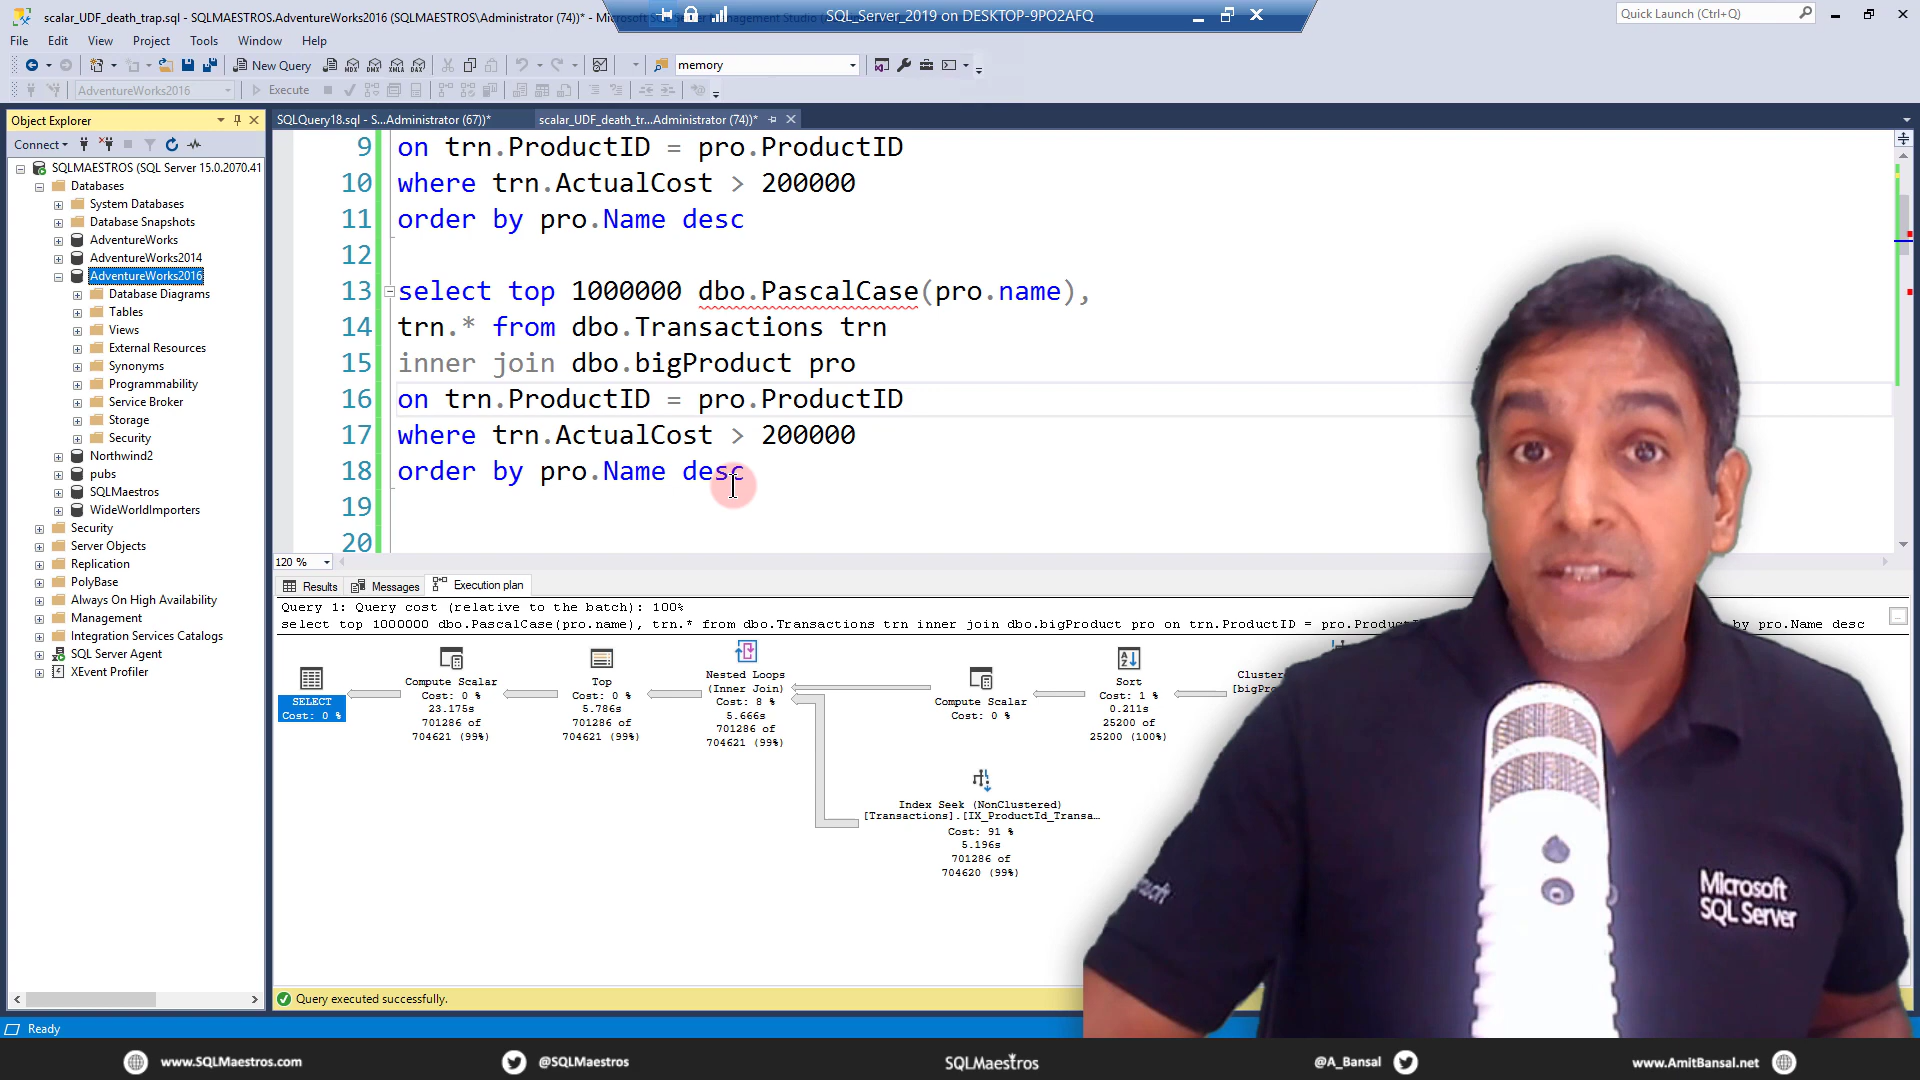 scalar_UDF_death_trap.sql - SQLMAESTROS.AdventureWorks2016 (SQLMAESTROS\Administrator (74))* - Microsoft SQL Server Management Studio
SQL_Server_2019 on DESKTOP-9PO2AFQ
Quick Launch (Ctrl+Q)
File Edit View Project Tools Window Help
New Query
MDX DMX XMLA DAX
memory
AdventureWorks2016
Execute
Object Explorer
SQLQuery18.sql - S...Administrator (67))*
scalar_UDF_death_tr...Administrator (74))*
Connect
SQLMAESTROS (SQL Server 15.0.2070.41
Databases
System Databases
Database Snapshots
AdventureWorks
AdventureWorks2014
AdventureWorks2016
Database Diagrams
Tables
Views
External Resources
Synonyms
Programmability
Service Broker
Storage
Security
Northwind2
pubs
SQLMaestros
WideWorldImporters
Security
Server Objects
Replication
PolyBase
Always On High Availability
Management
Integration Services Catalogs
SQL Server Agent
XEvent Profiler
9 on trn.ProductID = pro.ProductID
10 where trn.ActualCost > 200000
11 order by pro.Name desc
12
13 select top 1000000 dbo.PascalCase(pro.name),
14 trn.* from dbo.Transactions trn
15 inner join dbo.bigProduct pro
16 on trn.ProductID = pro.ProductID
17 where trn.ActualCost > 200000
18 order by pro.Name desc
19
20
120 %
Results Messages Execution plan
Query 1: Query cost (relative to the batch): 100%
select top 1000000 dbo.PascalCase(pro.name), trn.* from dbo.Transactions trn inner join dbo.bigProduct pro on trn.ProductID = pro.Product
by pro.Name desc
SELECT
Cost: 0 %
Compute Scalar
Cost: 0 %
23.175s
701286 of
704621 (99%)
Top
Cost: 0 %
5.786s
701286 of
704621 (99%)
Nested Loops
(Inner Join)
Cost: 8 %
5.666s
701286 of
704621 (99%)
Compute Scalar
Cost: 0 %
Sort
Cost: 1 %
0.211s
25200 of
25200 (100%)
Cluster
[bigPr
Index Seek (NonClustered)
[Transactions].[IX_ProductId_Transa…
Cost: 91 %
5.196s
701286 of
704620 (99%)
Query executed successfully.
Ready
Microsoft
SQL Server
www.SQLMaestros.com
@SQLMaestros
SQLMaestros
@A_Bansal
www.AmitBansal.net